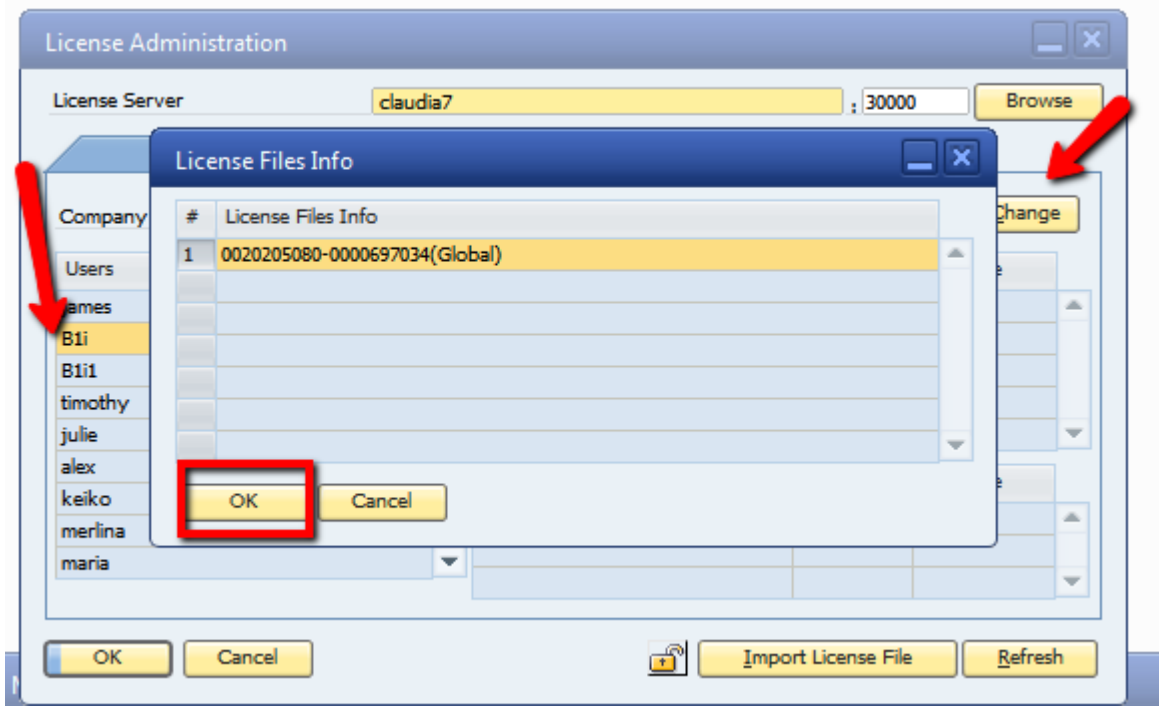 License Administration
License Server claudia7 : 30000 Browse
License Files Info
Company Change
# License Files Info
1 0020205080-0000697034(Global)
Users e
james
B1i
B1i1
timothy
julie
alex
keiko e
OK Cancel
merlina
maria
OK Cancel Import License File Refresh